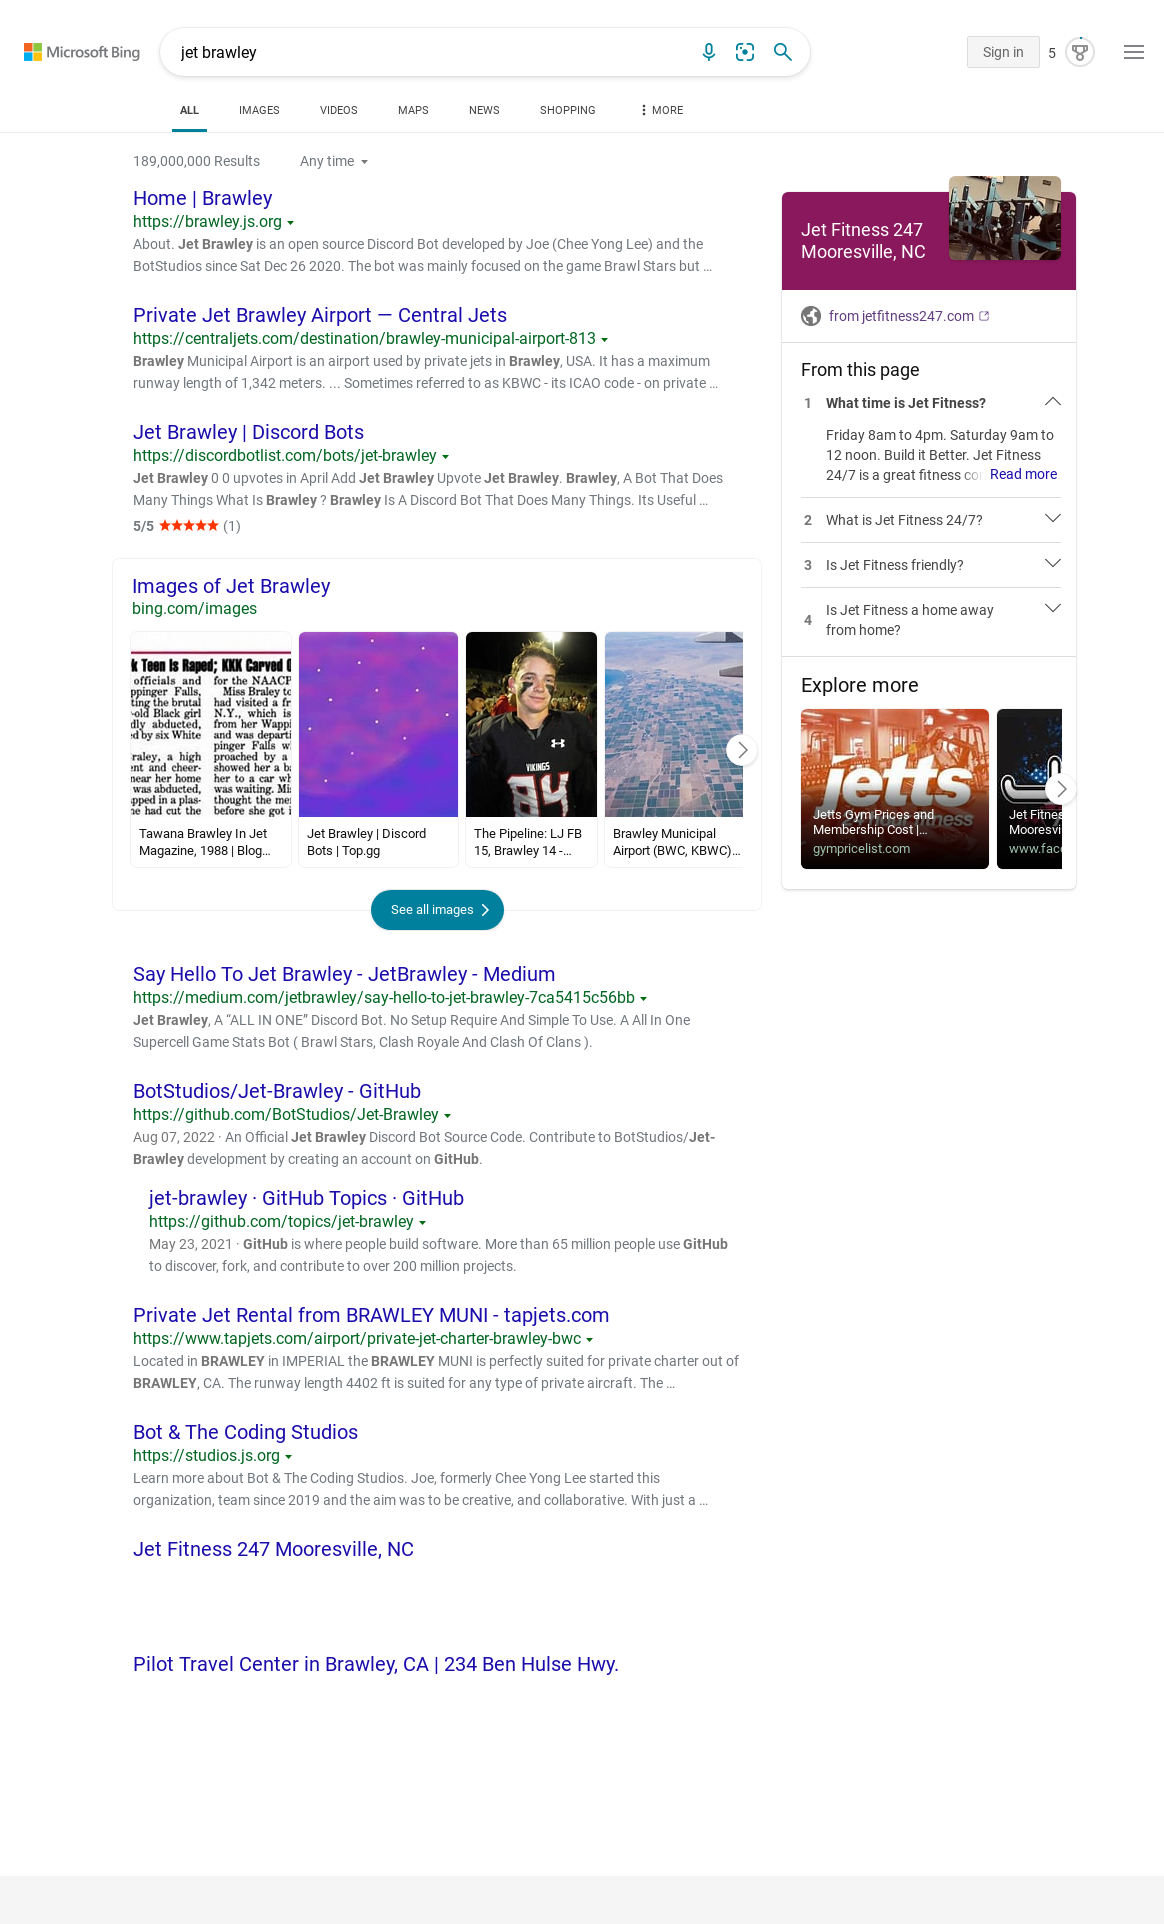 Microsoft Bing
jet brawley
Sign in
5
ALL
IMAGES
VIDEOS
MAPS
NEWS
SHOPPING
MORE
189,000,000 Results
Any time
Home | Brawley
https://brawley.js.org
About. Jet Brawley is an open source Discord Bot developed by Joe (Chee Yong Lee) and the
BotStudios since Sat Dec 26 2020. The bot was mainly focused on the game Brawl Stars but ...
Private Jet Brawley Airport — Central Jets
https://centraljets.com/destination/brawley-municipal-airport-813
Brawley Municipal Airport is an airport used by private jets in Brawley, USA. It has a maximum
runway length of 1,342 meters. ... Sometimes referred to as KBWC - its ICAO code - on private ...
Jet Brawley | Discord Bots
https://discordbotlist.com/bots/jet-brawley
Jet Brawley 0 0 upvotes in April Add Jet Brawley Upvote Jet Brawley. Brawley, A Bot That Does
Many Things What Is Brawley ? Brawley Is A Discord Bot That Does Many Things. Its Useful ...
5/5 ★★★★★ (1)
Images of Jet Brawley
bing.com/images
k Teen Is Raped; KKK Carved
officials and
ppinger Falls,
ting the brutal
-old Black girl
dly abducted,
ed by six White
raley, a high
ent and cheer-
near her home
was abducted,
apped in a plas-
ne had cut the
for the NAACP
Miss Braley to
had visited a fr
N.Y., which is
from her Wappi
and was depart
pinger Falls w
proached by a
showed her a b
her to a car wh
was waiting. Mi
thought the me
before she got i
VIKINGS
84
Tawana Brawley In Jet
Magazine, 1988 | Blog...
Jet Brawley | Discord
Bots | Top.gg
The Pipeline: LJ FB
15, Brawley 14 -...
Brawley Municipal
Airport (BWC, KBWC)...
See all images
Say Hello To Jet Brawley - JetBrawley - Medium
https://medium.com/jetbrawley/say-hello-to-jet-brawley-7ca5415c56bb
Jet Brawley, A “ALL IN ONE” Discord Bot. No Setup Require And Simple To Use. A All In One
Supercell Game Stats Bot ( Brawl Stars, Clash Royale And Clash Of Clans ).
BotStudios/Jet-Brawley - GitHub
https://github.com/BotStudios/Jet-Brawley
Aug 07, 2022 · An Official Jet Brawley Discord Bot Source Code. Contribute to BotStudios/Jet-
Brawley development by creating an account on GitHub.
jet-brawley · GitHub Topics · GitHub
https://github.com/topics/jet-brawley
May 23, 2021 · GitHub is where people build software. More than 65 million people use GitHub
to discover, fork, and contribute to over 200 million projects.
Private Jet Rental from BRAWLEY MUNI - tapjets.com
https://www.tapjets.com/airport/private-jet-charter-brawley-bwc
Located in BRAWLEY in IMPERIAL the BRAWLEY MUNI is perfectly suited for private charter out of
BRAWLEY, CA. The runway length 4402 ft is suited for any type of private aircraft. The ...
Bot & The Coding Studios
https://studios.js.org
Learn more about Bot & The Coding Studios. Joe, formerly Chee Yong Lee started this
organization, team since 2019 and the aim was to be creative, and collaborative. With just a ...
Jet Fitness 247 Mooresville, NC
Pilot Travel Center in Brawley, CA | 234 Ben Hulse Hwy.
Jet Fitness 247
Mooresville, NC
from jetfitness247.com
From this page
1 What time is Jet Fitness?
Friday 8am to 4pm. Saturday 9am to
12 noon. Build it Better. Jet Fitness
24/7 is a great fitness co Read more
2 What is Jet Fitness 24/7?
3 Is Jet Fitness friendly?
4 Is Jet Fitness a home away
from home?
Explore more
jetts
fitness
Jetts Gym Prices and
Membership Cost |...
gympricelist.com
Jet Fitnes
Mooresvi
www.face